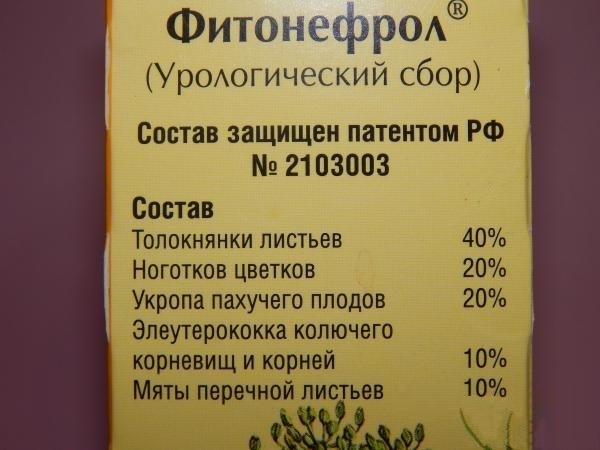 Фитонефрол®
(Урологический сбор)
Состав защищен патентом РФ
№ 2103003
Состав
Толокнянки листьев 40%
Ноготков цветков 20%
Укропа пахучего плодов 20%
Элеутерококка колючего
корневищ и корней 10%
Мяты перечной листьев 10%